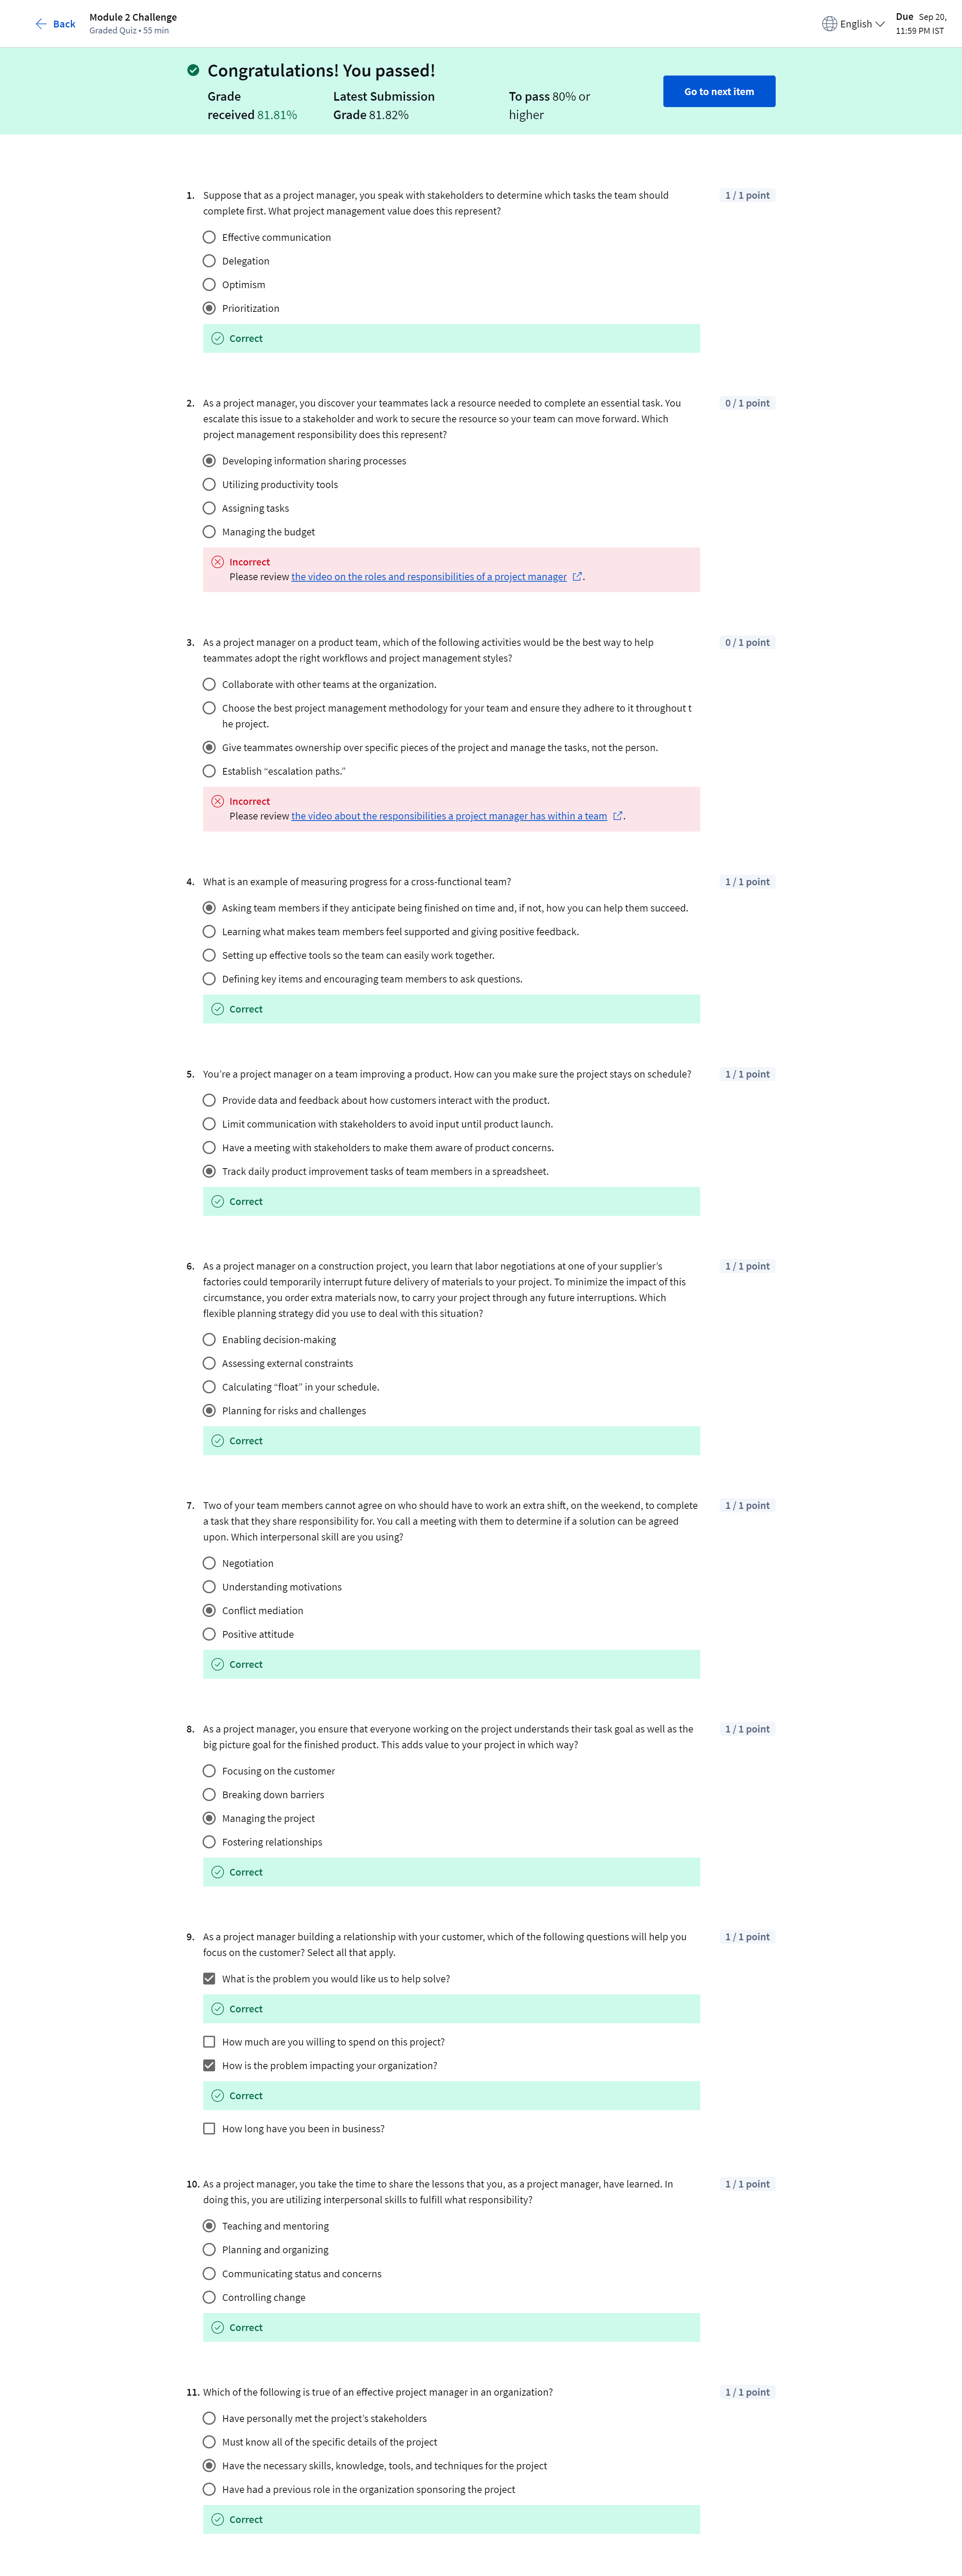 Back
Module 2 Challenge
Graded Quiz • 55 min
English
Due Sep 20,
11:59 PM IST
Congratulations! You passed!
Grade
received 81.81%
Latest Submission
Grade 81.82%
To pass 80% or
higher
Go to next item
1. Suppose that as a project manager, you speak with stakeholders to determine which tasks the team should
complete first. What project management value does this represent?
1 / 1 point
Effective communication
Delegation
Optimism
Prioritization
Correct
2. As a project manager, you discover your teammates lack a resource needed to complete an essential task. You
escalate this issue to a stakeholder and work to secure the resource so your team can move forward. Which
project management responsibility does this represent?
0 / 1 point
Developing information sharing processes
Utilizing productivity tools
Assigning tasks
Managing the budget
Incorrect
Please review the video on the roles and responsibilities of a project manager .
3. As a project manager on a product team, which of the following activities would be the best way to help
teammates adopt the right workflows and project management styles?
0 / 1 point
Collaborate with other teams at the organization.
Choose the best project management methodology for your team and ensure they adhere to it throughout t
he project.
Give teammates ownership over specific pieces of the project and manage the tasks, not the person.
Establish “escalation paths.”
Incorrect
Please review the video about the responsibilities a project manager has within a team .
4. What is an example of measuring progress for a cross-functional team?
1 / 1 point
Asking team members if they anticipate being finished on time and, if not, how you can help them succeed.
Learning what makes team members feel supported and giving positive feedback.
Setting up effective tools so the team can easily work together.
Defining key items and encouraging team members to ask questions.
Correct
5. You’re a project manager on a team improving a product. How can you make sure the project stays on schedule?
1 / 1 point
Provide data and feedback about how customers interact with the product.
Limit communication with stakeholders to avoid input until product launch.
Have a meeting with stakeholders to make them aware of product concerns.
Track daily product improvement tasks of team members in a spreadsheet.
Correct
6. As a project manager on a construction project, you learn that labor negotiations at one of your supplier’s
factories could temporarily interrupt future delivery of materials to your project. To minimize the impact of this
circumstance, you order extra materials now, to carry your project through any future interruptions. Which
flexible planning strategy did you use to deal with this situation?
1 / 1 point
Enabling decision-making
Assessing external constraints
Calculating “float” in your schedule.
Planning for risks and challenges
Correct
7. Two of your team members cannot agree on who should have to work an extra shift, on the weekend, to complete
a task that they share responsibility for. You call a meeting with them to determine if a solution can be agreed
upon. Which interpersonal skill are you using?
1 / 1 point
Negotiation
Understanding motivations
Conflict mediation
Positive attitude
Correct
8. As a project manager, you ensure that everyone working on the project understands their task goal as well as the
big picture goal for the finished product. This adds value to your project in which way?
1 / 1 point
Focusing on the customer
Breaking down barriers
Managing the project
Fostering relationships
Correct
9. As a project manager building a relationship with your customer, which of the following questions will help you
focus on the customer? Select all that apply.
1 / 1 point
What is the problem you would like us to help solve?
Correct
How much are you willing to spend on this project?
How is the problem impacting your organization?
Correct
How long have you been in business?
10. As a project manager, you take the time to share the lessons that you, as a project manager, have learned. In
doing this, you are utilizing interpersonal skills to fulfill what responsibility?
1 / 1 point
Teaching and mentoring
Planning and organizing
Communicating status and concerns
Controlling change
Correct
11. Which of the following is true of an effective project manager in an organization?
1 / 1 point
Have personally met the project’s stakeholders
Must know all of the specific details of the project
Have the necessary skills, knowledge, tools, and techniques for the project
Have had a previous role in the organization sponsoring the project
Correct